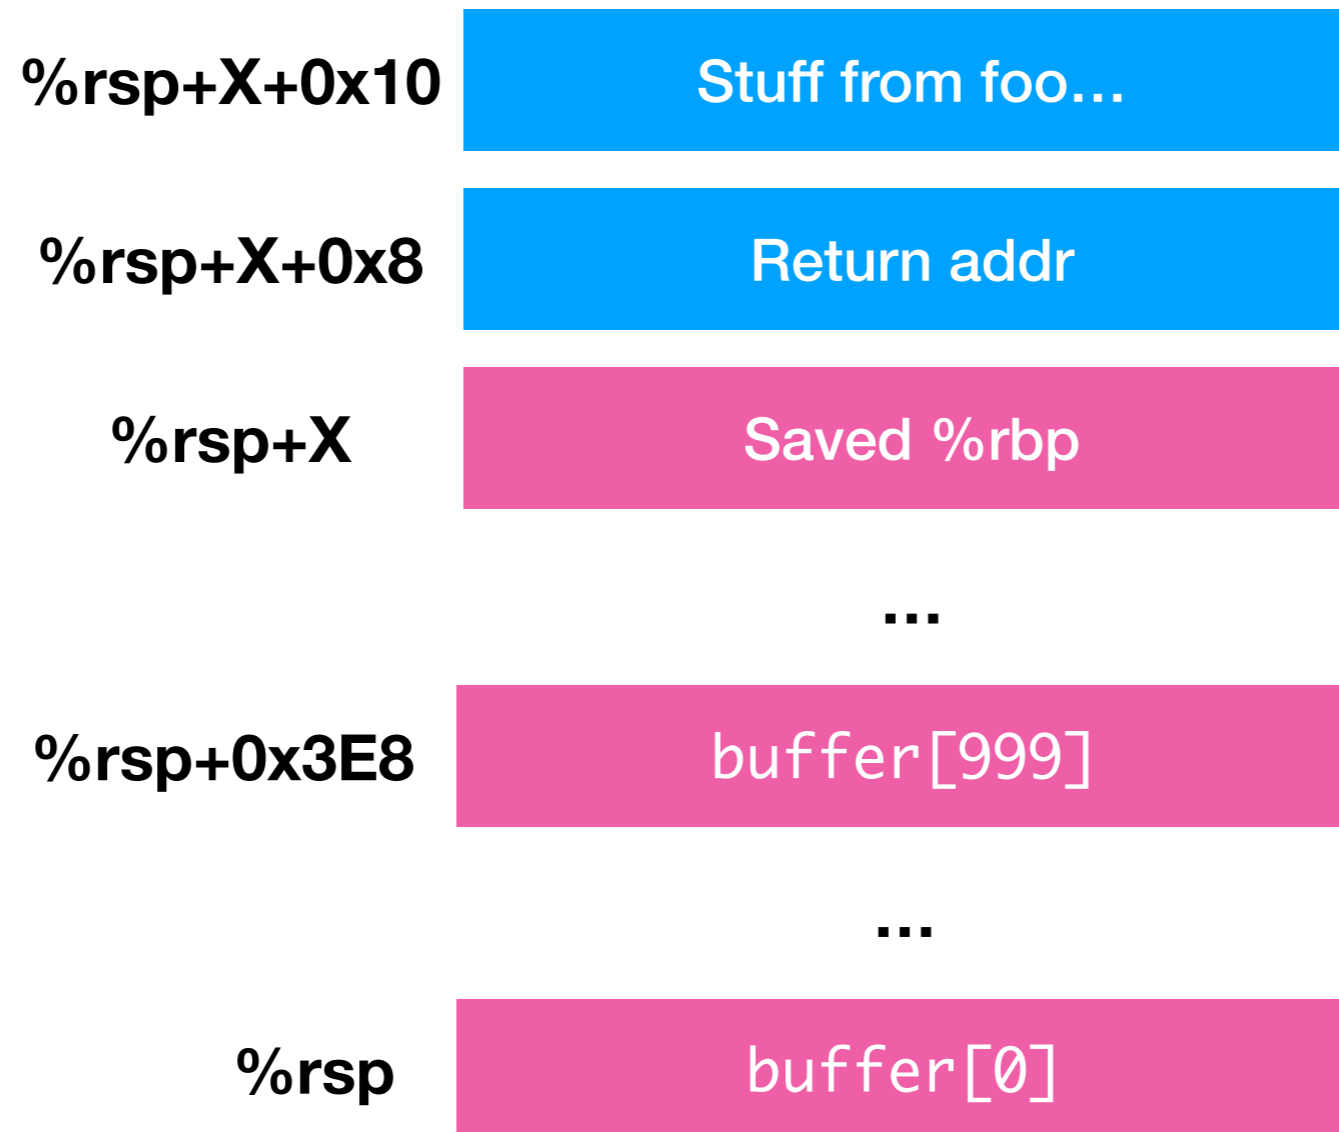 %rsp+X+0x10 Stuff from foo...
%rsp+X+0x8 Return addr
%rsp+X Saved %rbp
...
%rsp+0x3E8 buffer[999]
...
%rsp buffer[0]